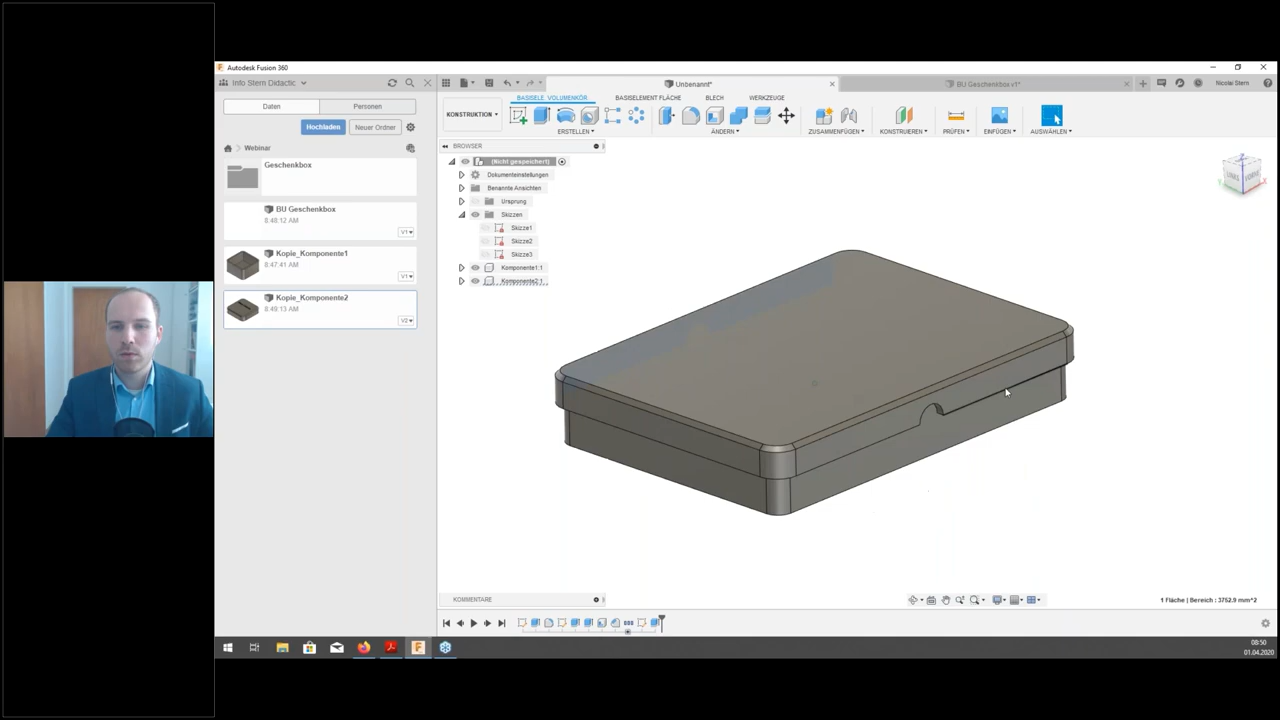 Autodesk Fusion 360
Info Stern Didactic
Unbenannt*
BU Geschenkbox v1*
Nicolai Stern
Daten
Personen
Hochladen
Neuer Ordner
Webinar
Geschenkbox
BU Geschenkbox
8:48:12 AM
V1
Kopie_Komponente1
8:47:41 AM
V1
Kopie_Komponente2
8:49:13 AM
V2
KONSTRUKTION
BASISELE. VOLUMENKÖR.
BASISELEMENT FLÄCHE
BLECH
WERKZEUGE
ERSTELLEN
ÄNDERN
ZUSAMMENFÜGEN
KONSTRUIEREN
PRÜFEN
EINFÜGEN
AUSWÄHLEN
BROWSER
(Nicht gespeichert)
Dokumenteinstellungen
Benannte Ansichten
Ursprung
Skizzen
Skizze1
Skizze2
Skizze3
Komponente1:1
Komponente2:1
LINKS
VORNE
Z
X
KOMMENTARE
1 Fläche | Bereich : 3752.9 mm^2
08:50
01.04.2020